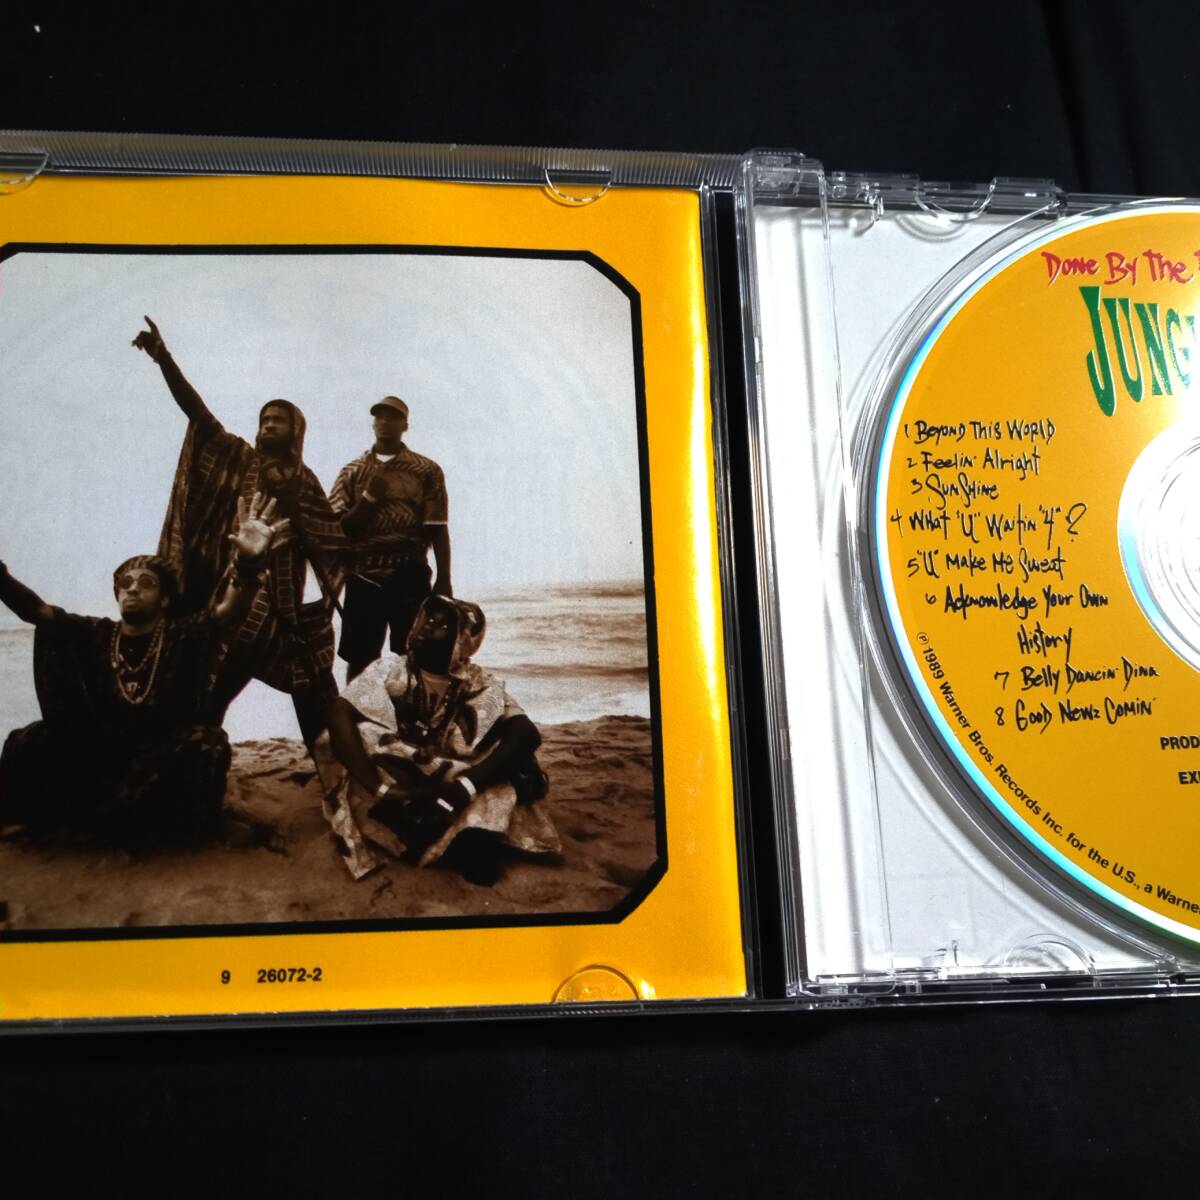 9 26072-2
Done By The
JUNG
1 Beyond This World
2 Feelin' Alright
3 SunShine
4 What "U" Waitin' "4"?
5 "U" Make Me Sweat
6 Acknowledge Your Own
History
7 Belly Dancin' Dina
8 Good Newz Comin'
PROD
EX
℗ 1989 Warner Bros. Records Inc. for the U.S., a Warne